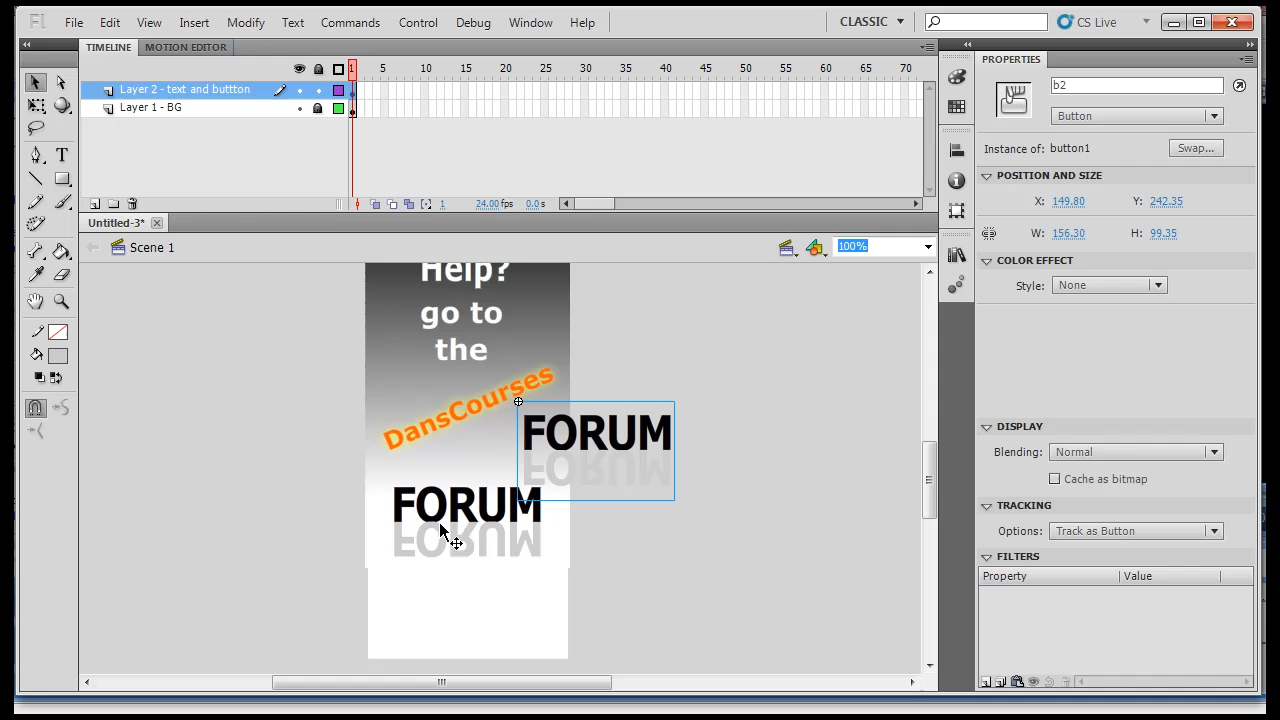 Fl File Edit View Insert Modify Text Commands Control Debug Window Help CLASSIC CS Live
TIMELINE MOTION EDITOR
1 5 10 15 20 25 30 35 40 45 50 55 60 65 70
Layer 2 - text and buttton
Layer 1 - BG
1 24.00 fps 0.0 s
Untitled-3*
Scene 1
100%
Help?
go to
the
DansCourses
FORUM
FORUM
FORUM
FORUM
PROPERTIES
b2
Button
Instance of: button1 Swap...
POSITION AND SIZE
X: 149.80 Y: 242.35
W: 156.30 H: 99.35
COLOR EFFECT
Style: None
DISPLAY
Blending: Normal
Cache as bitmap
TRACKING
Options: Track as Button
FILTERS
Property Value